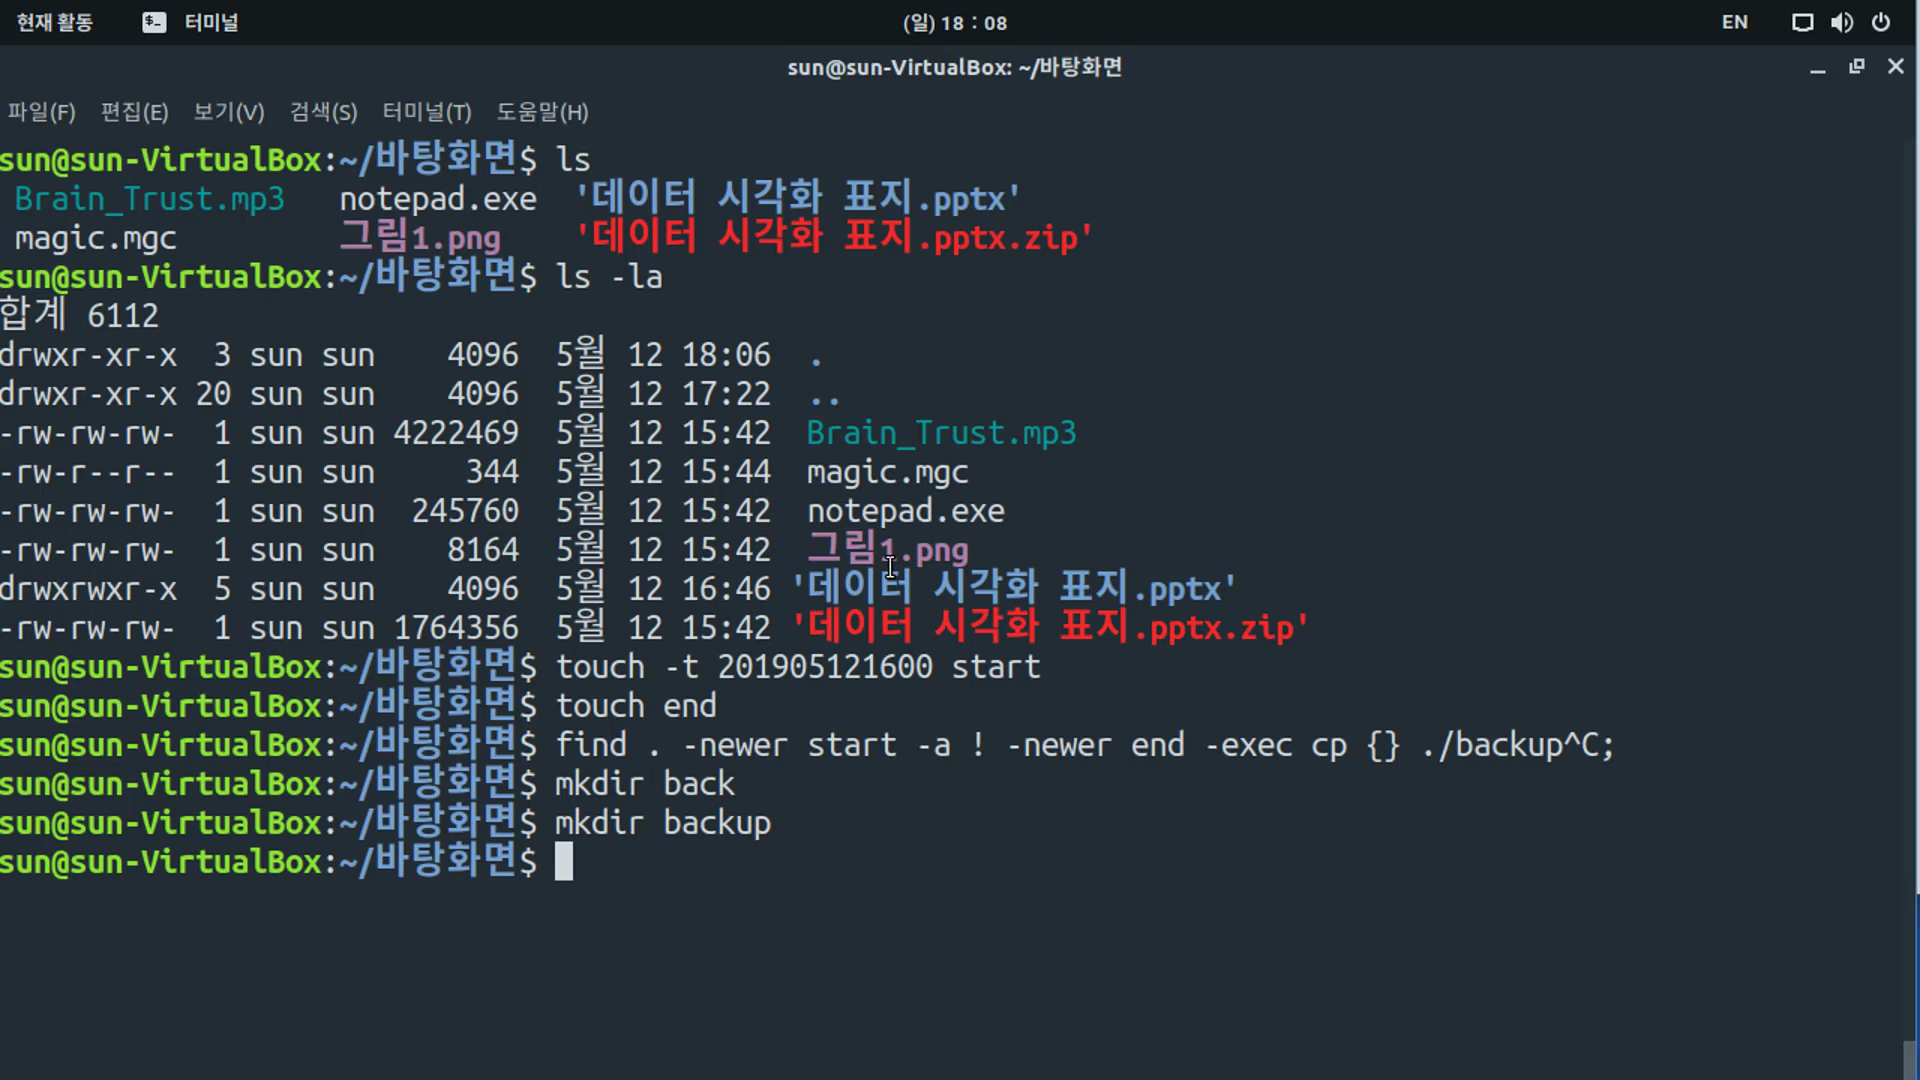 현재 활동 터미널 (일) 18 : 08 EN
sun@sun-VirtualBox: ~/바탕화면
파일(F) 편집(E) 보기(V) 검색(S) 터미널(T) 도움말(H)
sun@sun-VirtualBox:~/바탕화면$ ls
Brain_Trust.mp3 notepad.exe '데이터 시각화 표지.pptx'
magic.mgc 그림1.png '데이터 시각화 표지.pptx.zip'
sun@sun-VirtualBox:~/바탕화면$ ls -la
합계 6112
drwxr-xr-x 3 sun sun 4096 5월 12 18:06 .
drwxr-xr-x 20 sun sun 4096 5월 12 17:22 ..
-rw-rw-rw- 1 sun sun 4222469 5월 12 15:42 Brain_Trust.mp3
-rw-r--r-- 1 sun sun 344 5월 12 15:44 magic.mgc
-rw-rw-rw- 1 sun sun 245760 5월 12 15:42 notepad.exe
-rw-rw-rw- 1 sun sun 8164 5월 12 15:42 그림1.png
drwxrwxrwx 5 sun sun 4096 5월 12 16:46 '데이터 시각화 표지.pptx'
-rw-rw-rw- 1 sun sun 1764356 5월 12 15:42 '데이터 시각화 표지.pptx.zip'
sun@sun-VirtualBox:~/바탕화면$ touch -t 201905121600 start
sun@sun-VirtualBox:~/바탕화면$ touch end
sun@sun-VirtualBox:~/바탕화면$ find . -newer start -a ! -newer end -exec cp {} ./backup^C;
sun@sun-VirtualBox:~/바탕화면$ mkdir back
sun@sun-VirtualBox:~/바탕화면$ mkdir backup
sun@sun-VirtualBox:~/바탕화면$